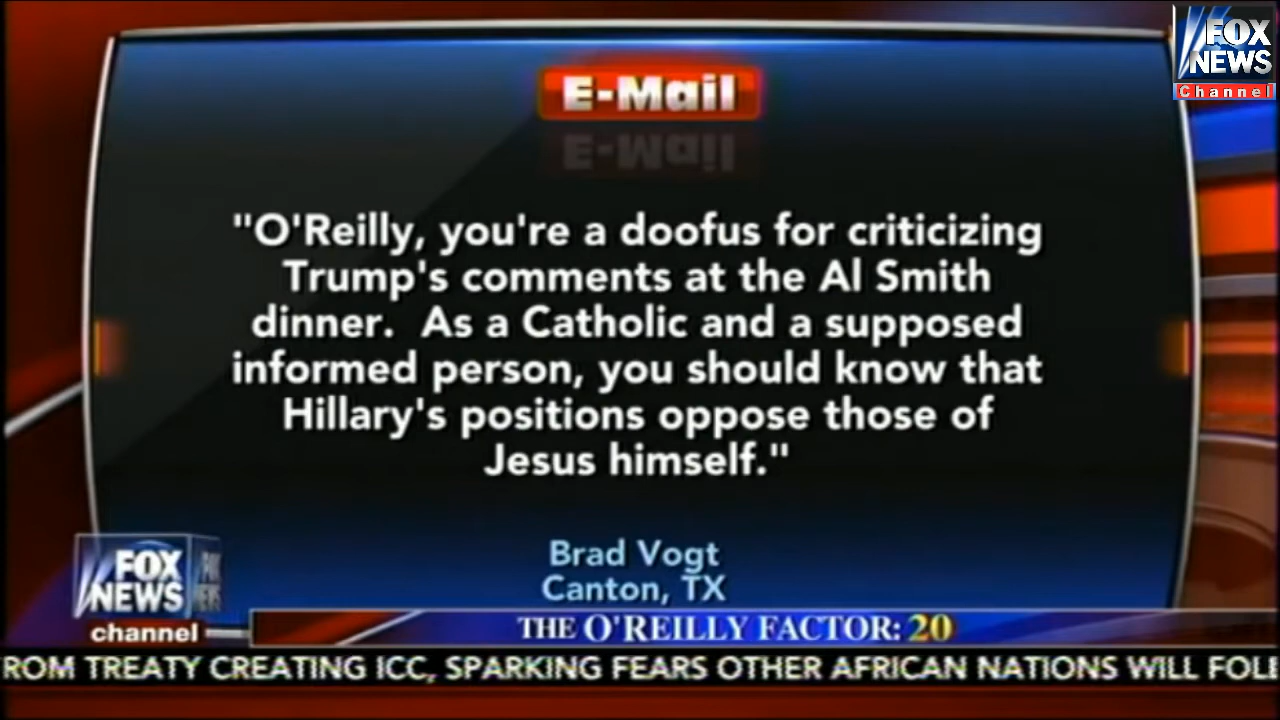 FOX
NEWS
Channel
E-Mail
"O'Reilly, you're a doofus for criticizing
Trump's comments at the Al Smith
dinner.  As a Catholic and a supposed
informed person, you should know that
Hillary's positions oppose those of
Jesus himself."
Brad Vogt
Canton, TX
FOX
NEWS
channel
THE O'REILLY FACTOR: 20
ROM TREATY CREATING ICC, SPARKING FEARS OTHER AFRICAN NATIONS WILL FOLL